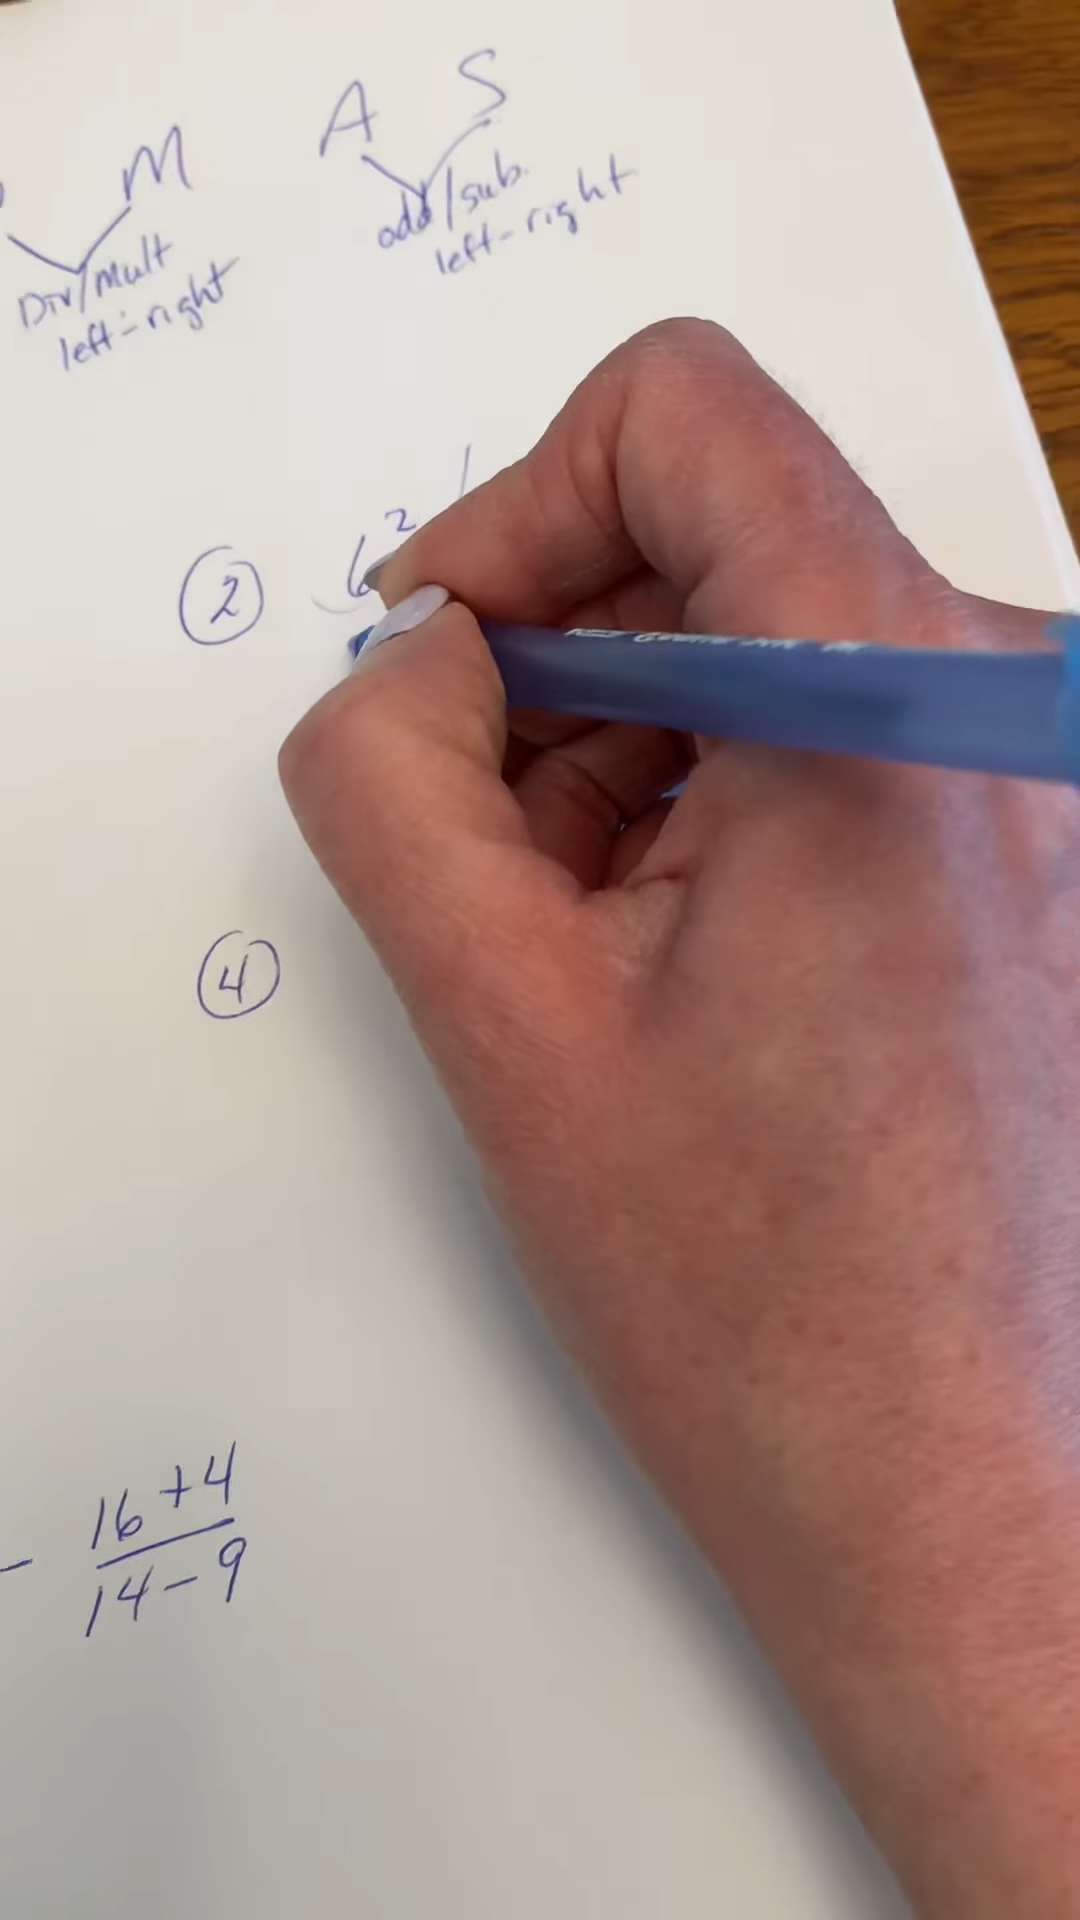 M A S
Div/Mult add/sub.
left-right left-right
② 6²
④
- 16 + 4
14 - 9